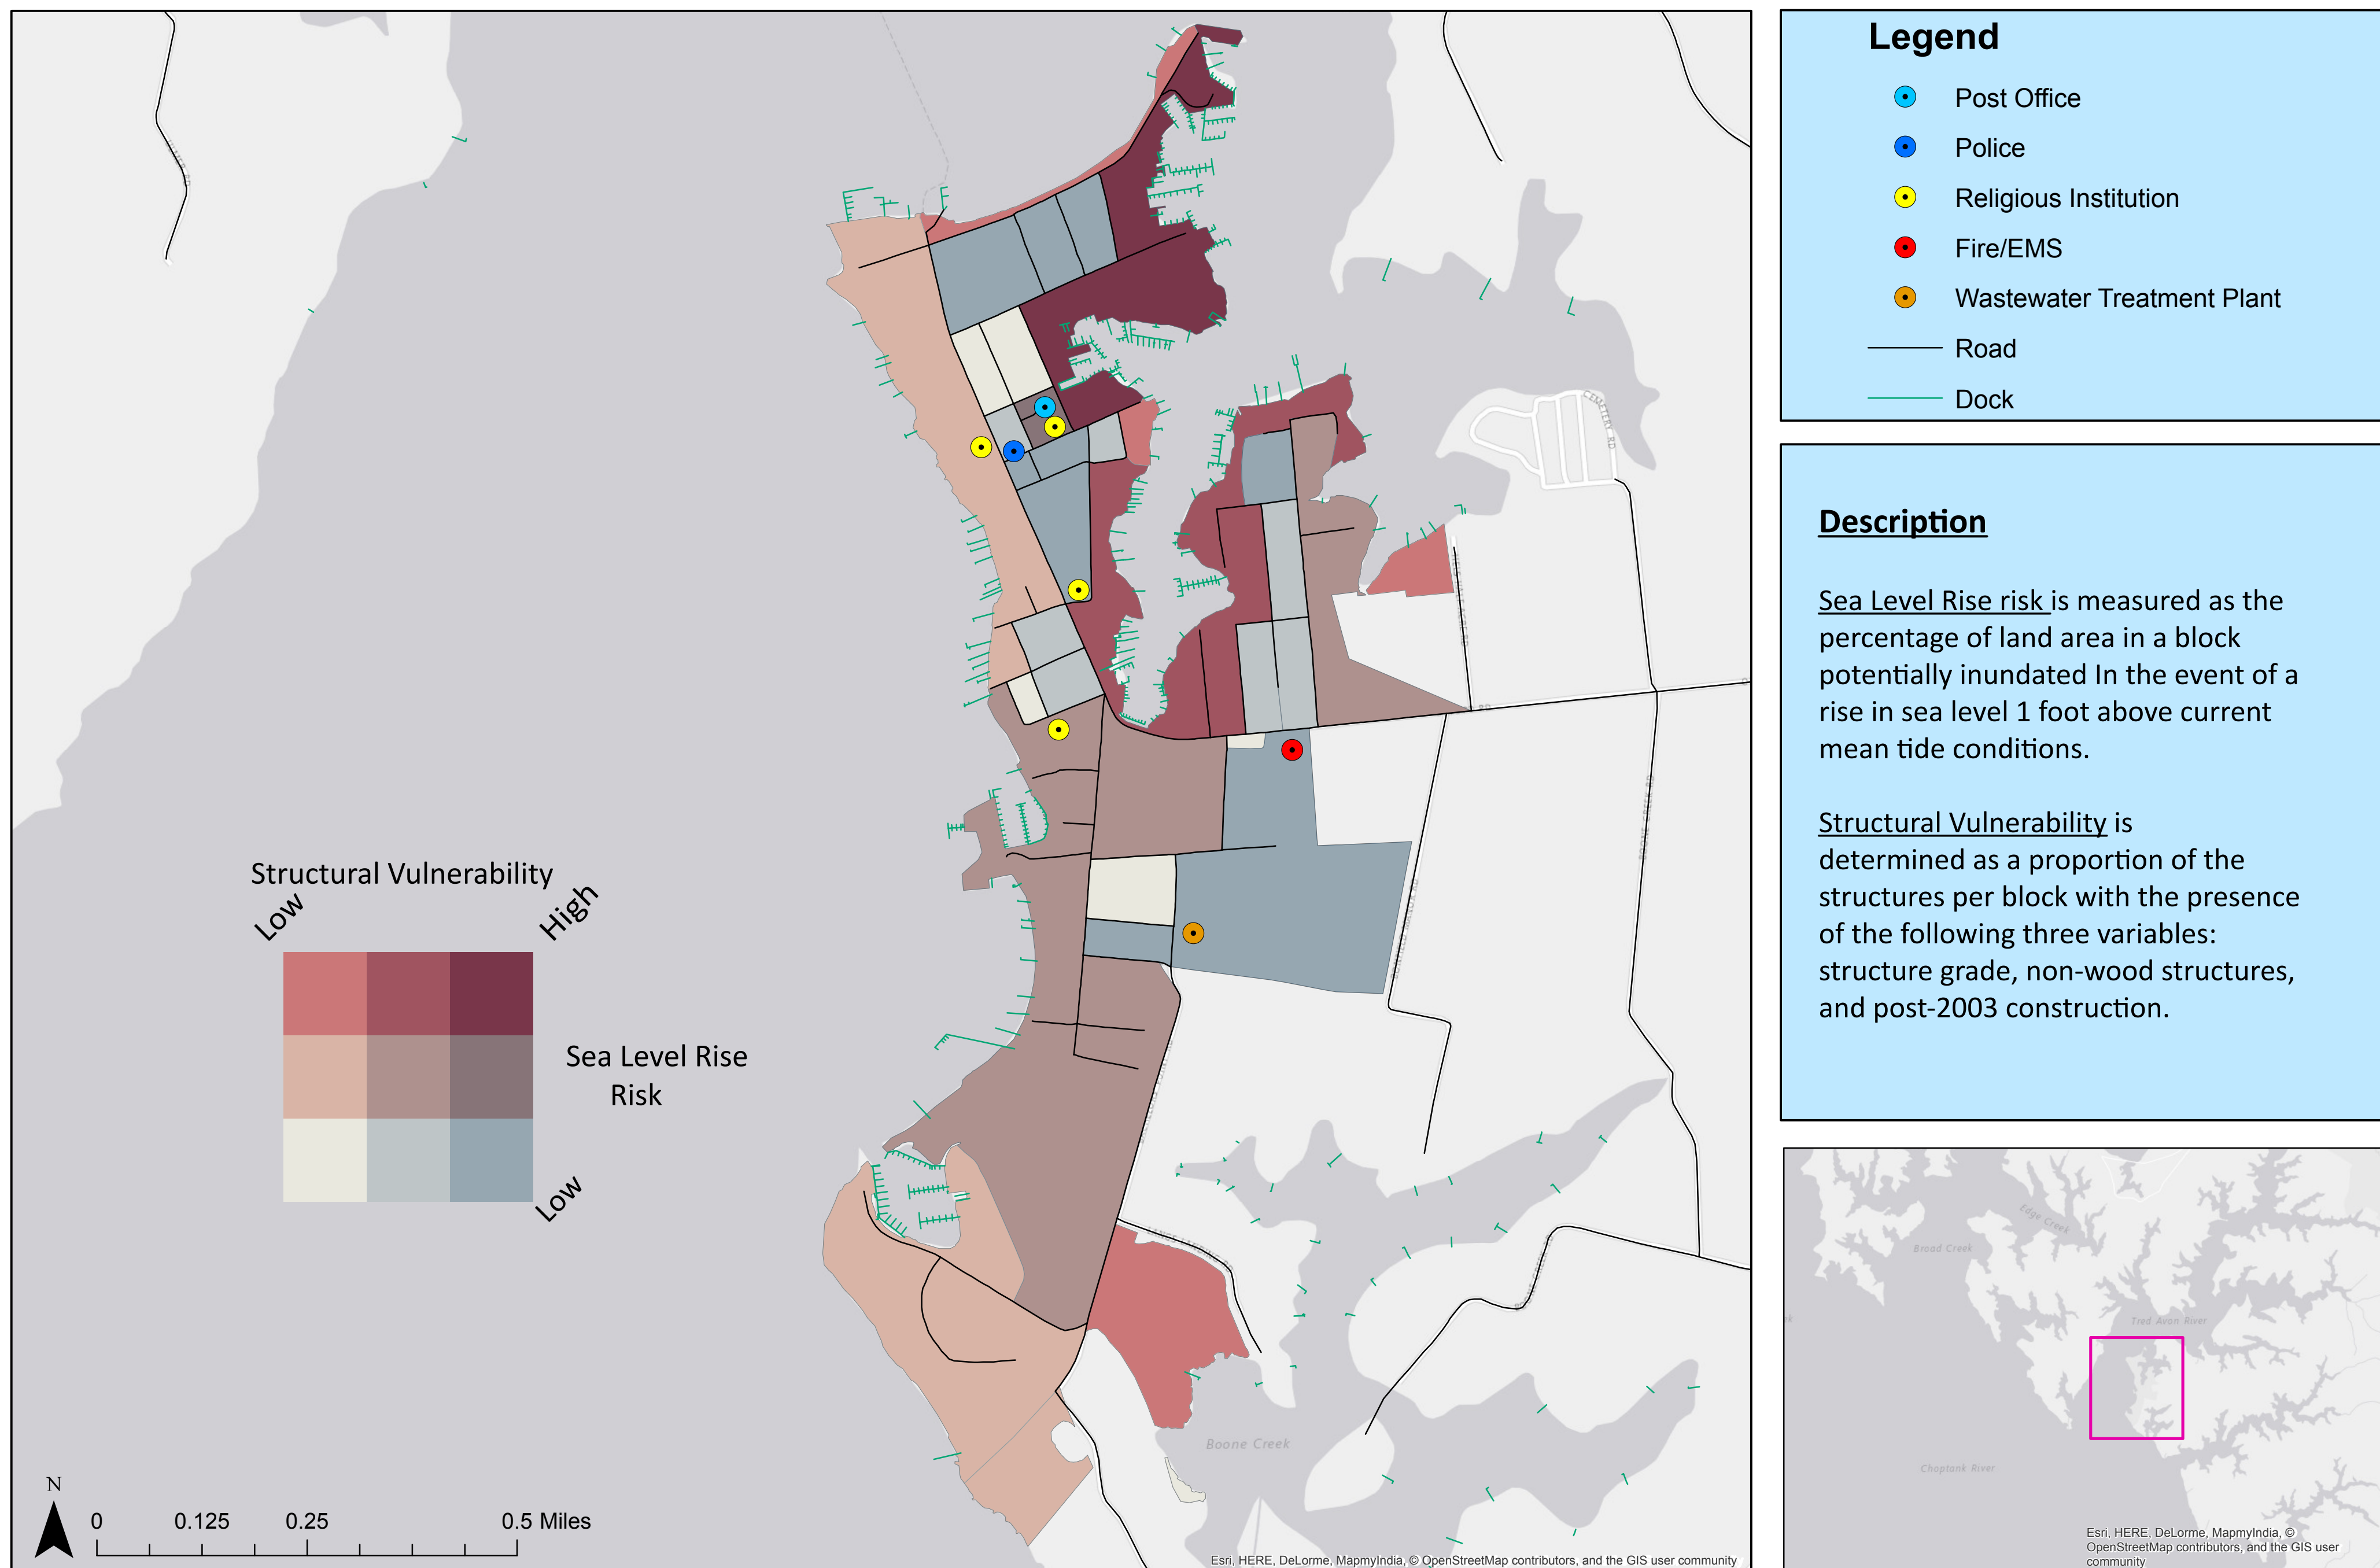 Legend
Post Office
Police
Religious Institution
Fire/EMS
Wastewater Treatment Plant
Road
Dock
Description
Sea Level Rise risk is measured as the
percentage of land area in a block
potentially inundated In the event of a
rise in sea level 1 foot above current
mean tide conditions.
Structural Vulnerability is
determined as a proportion of the
structures per block with the presence
of the following three variables:
structure grade, non-wood structures,
and post-2003 construction.
CEMETERY RD
BOONE CREEK RD
Structural Vulnerability
Low
High
Sea Level Rise
Risk
Low
Boone Creek
N
0 0.125 0.25 0.5 Miles
Esri, HERE, DeLorme, MapmyIndia, © OpenStreetMap contributors, and the GIS user community
Edge Creek
Broad Creek
Tred Avon River
Choptank River
Esri, HERE, DeLorme, MapmyIndia, ©
OpenStreetMap contributors, and the GIS user
community